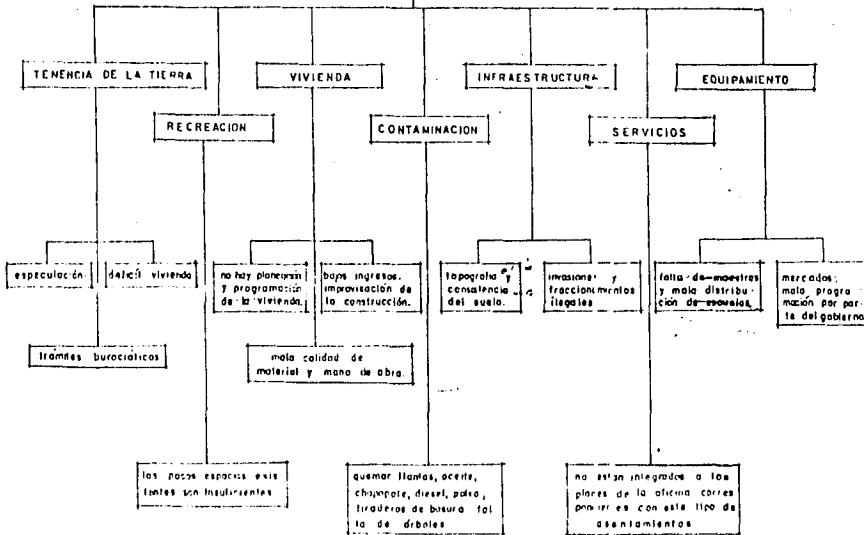 TENENCIA DE LA TIERRA
VIVIENDA
INFRAESTRUCTURA
EQUIPAMIENTO
RECREACION
CONTAMINACION
SERVICIOS
especulación
deficit vivienda
no hay planeación
y programación
de la vivienda.
bajos ingresos.
improvisación de
la construcción.
topografia y
consistencia
del suelo.
invasiones y
fraccionamientos
ilegales
falta de maestros
y mala distribu
ción de escuelas.
mercados:
mala progra
mación por par
te del gobierno
trámites burocráticos
mala calidad de
material y mano de obra.
los pocos espacios exis
tentes son insuficientes
quemar llantas, aceite,
chapopote, diesel, polvo,
tiraderos de basura fal
ta de árboles
no estan integrados a los
planes de la oficina corres
pondientes con este tipo de
asentamientos